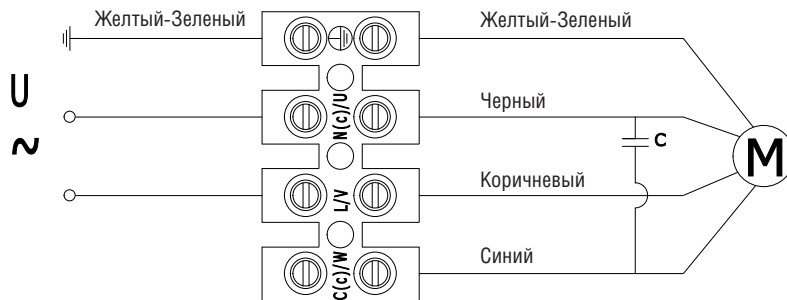 Желтый-Зеленый
Желтый-Зеленый
U
~
N(c)/U
Черный
C
M
L/V
Коричневый
C(c)/W
Синий